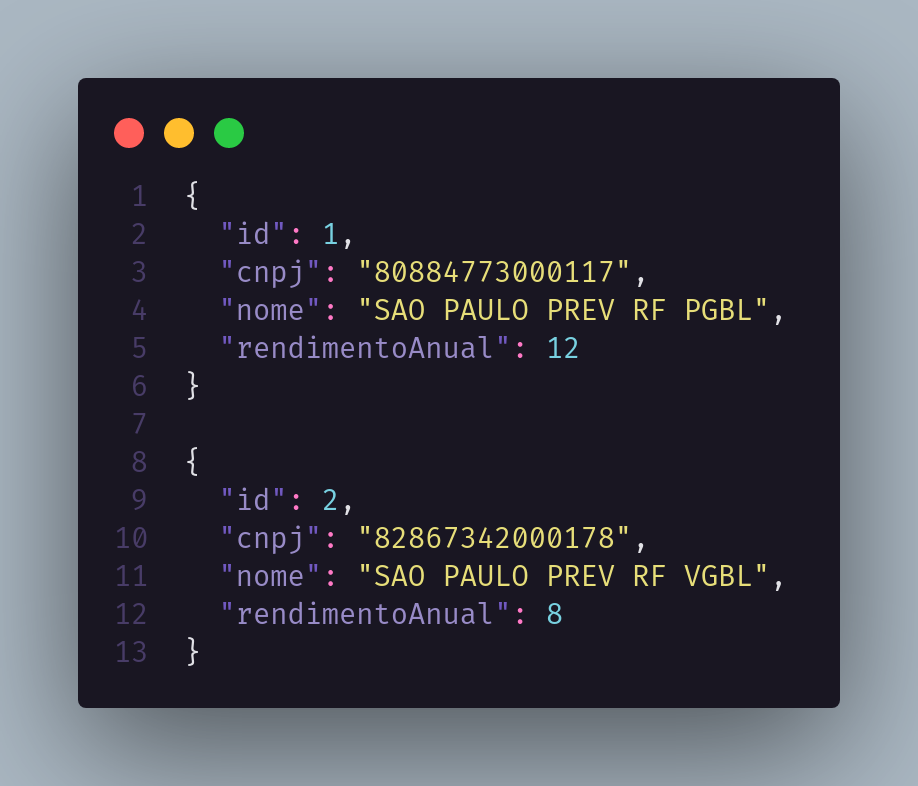 1 {
2   "id": 1,
3   "cnpj": "80884773000117",
4   "nome": "SAO PAULO PREV RF PGBL",
5   "rendimentoAnual": 12
6 }
7
8 {
9   "id": 2,
10   "cnpj": "82867342000178",
11   "nome": "SAO PAULO PREV RF VGBL",
12   "rendimentoAnual": 8
13 }